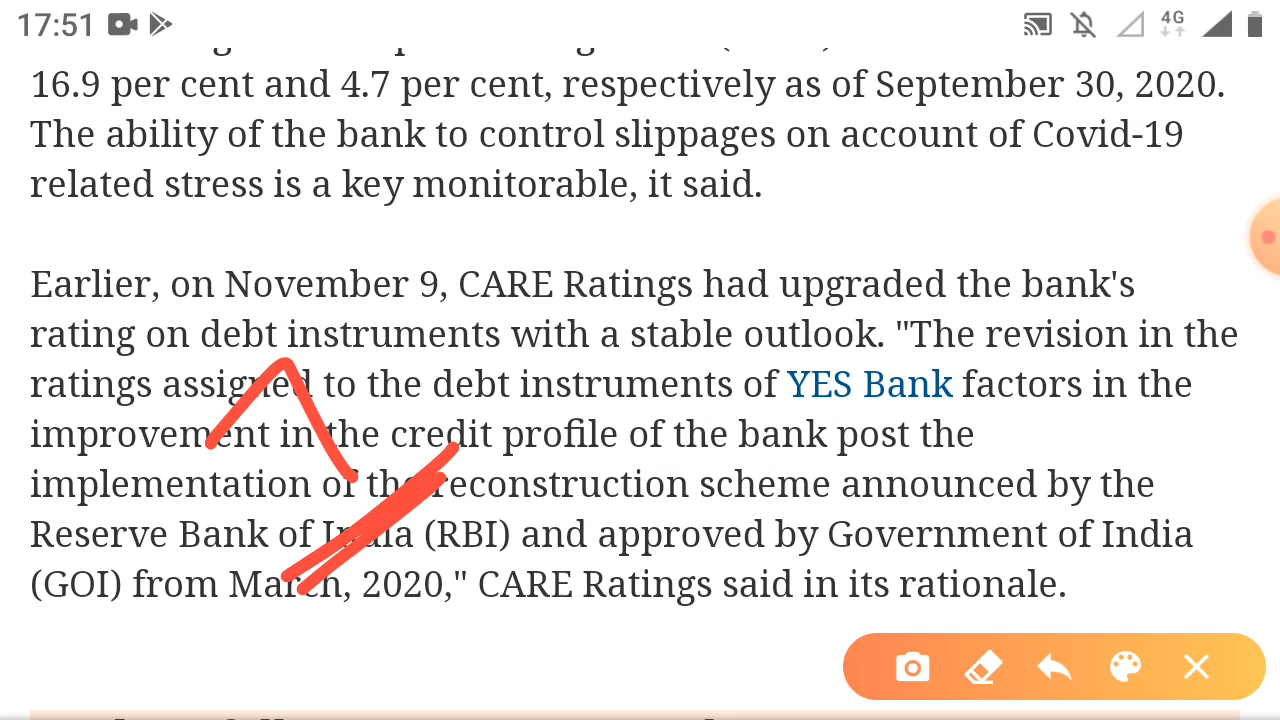 17:51
4G
16.9 per cent and 4.7 per cent, respectively as of September 30, 2020.
The ability of the bank to control slippages on account of Covid-19
related stress is a key monitorable, it said.
Earlier, on November 9, CARE Ratings had upgraded the bank's
rating on debt instruments with a stable outlook. "The revision in the
ratings assigned to the debt instruments of YES Bank factors in the
improvement in the credit profile of the bank post the
implementation of the reconstruction scheme announced by the
Reserve Bank of India (RBI) and approved by Government of India
(GOI) from March, 2020," CARE Ratings said in its rationale.